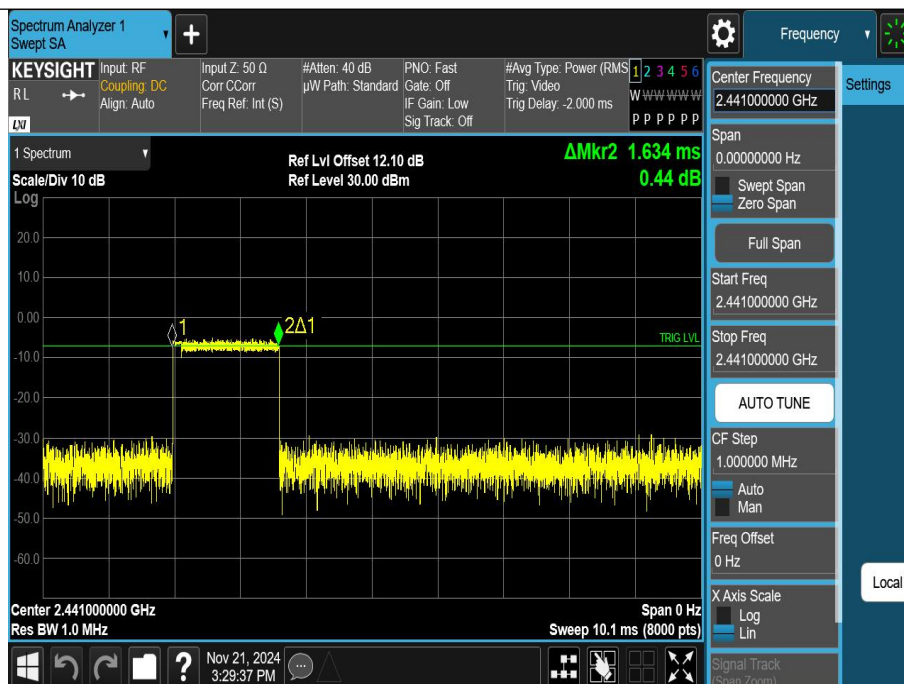 Spectrum Analyzer 1
Swept SA
Frequency
KEYSIGHT
RL
LXI
Input: RF
Coupling: DC
Align: Auto
Input Z: 50 Ω
Corr CCorr
Freq Ref: Int (S)
#Atten: 40 dB
µW Path: Standard
PNO: Fast
Gate: Off
IF Gain: Low
Sig Track: Off
#Avg Type: Power (RMS
Trig: Video
Trig Delay: -2.000 ms
1 2 3 4 5 6
W W W W W W
P P P P P P
Center Frequency
2.441000000 GHz
Settings
1 Spectrum
Scale/Div 10 dB
Log
Ref Lvl Offset 12.10 dB
Ref Level 30.00 dBm
ΔMkr2 1.634 ms
0.44 dB
20.0
10.0
0.00
-10.0
-20.0
-30.0
-40.0
-50.0
-60.0
1
2Δ1
TRIG LVL
Span
0.00000000 Hz
Swept Span
Zero Span
Full Span
Start Freq
2.441000000 GHz
Stop Freq
2.441000000 GHz
AUTO TUNE
CF Step
1.000000 MHz
Auto
Man
Freq Offset
0 Hz
X Axis Scale
Log
Lin
Signal Track
(Span Zoom)
Local
Center 2.441000000 GHz
Res BW 1.0 MHz
Span 0 Hz
Sweep 10.1 ms (8000 pts)
?
Nov 21, 2024
3:29:37 PM